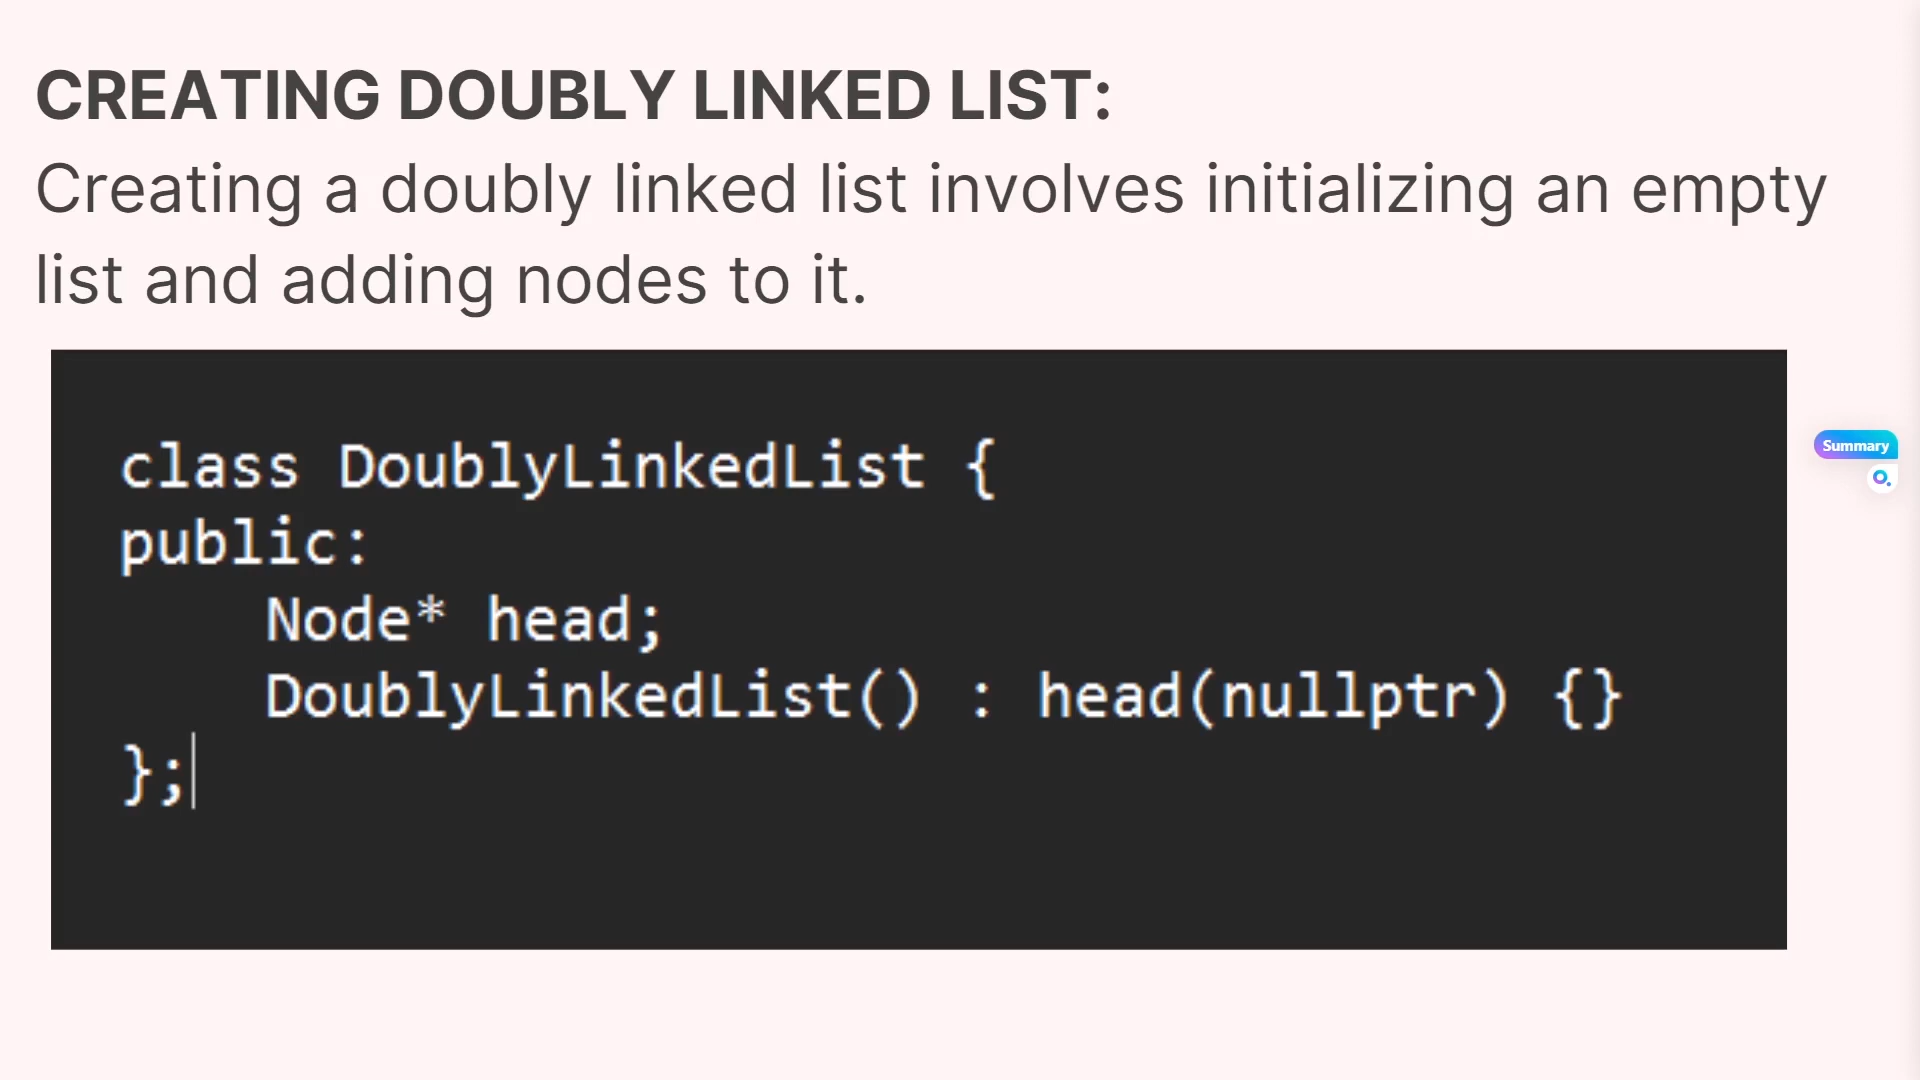 CREATING DOUBLY LINKED LIST:
Creating a doubly linked list involves initializing an empty
list and adding nodes to it.
class DoublyLinkedList {
public:
    Node* head;
    DoublyLinkedList() : head(nullptr) {}
};
Summary